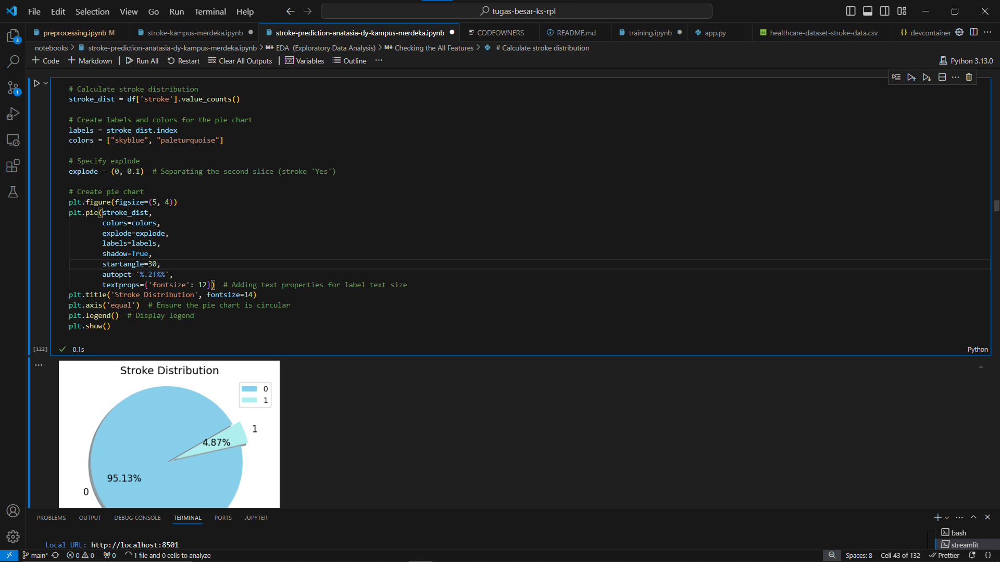 File Edit Selection View Go Run Terminal Help tugas-besar-ks-rpl
preprocessing.ipynb M stroke-kampus-merdeka.ipynb stroke-prediction-anatasia-dy-kampus-merdeka.ipynb CODEOWNERS README.md training.ipynb app.py healthcare-dataset-stroke-data.csv devcontainer
notebooks > stroke-prediction-anatasia-dy-kampus-merdeka.ipynb > EDA (Exploratory Data Analysis) > Checking the All Features > # Calculate stroke distribution
Code Markdown Run All Restart Clear All Outputs Variables Outline ... Python 3.13.0
3
1
# Calculate stroke distribution
stroke_dist = df['stroke'].value_counts()
# Create labels and colors for the pie chart
labels = stroke_dist.index
colors = ["skyblue", "paleturquoise"]
# Specify explode
explode = (0, 0.1)  # Separating the second slice (stroke 'Yes')
# Create pie chart
plt.figure(figsize=(5, 4))
plt.pie(stroke_dist,
colors=colors,
explode=explode,
labels=labels,
shadow=True,
startangle=30,
autopct='%.2f%%',
textprops={'fontsize': 12})  # Adding text properties for label text size
plt.title('Stroke Distribution', fontsize=14)
plt.axis('equal')  # Ensure the pie chart is circular
plt.legend()  # Display legend
plt.show()
[122] 0.1s Python
Stroke Distribution
0
1
1
4.87%
95.13%
0
PROBLEMS OUTPUT DEBUG CONSOLE TERMINAL PORTS JUPYTER
bash
Local URL: http://localhost:8501
streamlit
main* 0 0 0 1 file and 0 cells to analyze Spaces: 8 Cell 43 of 132 Prettier